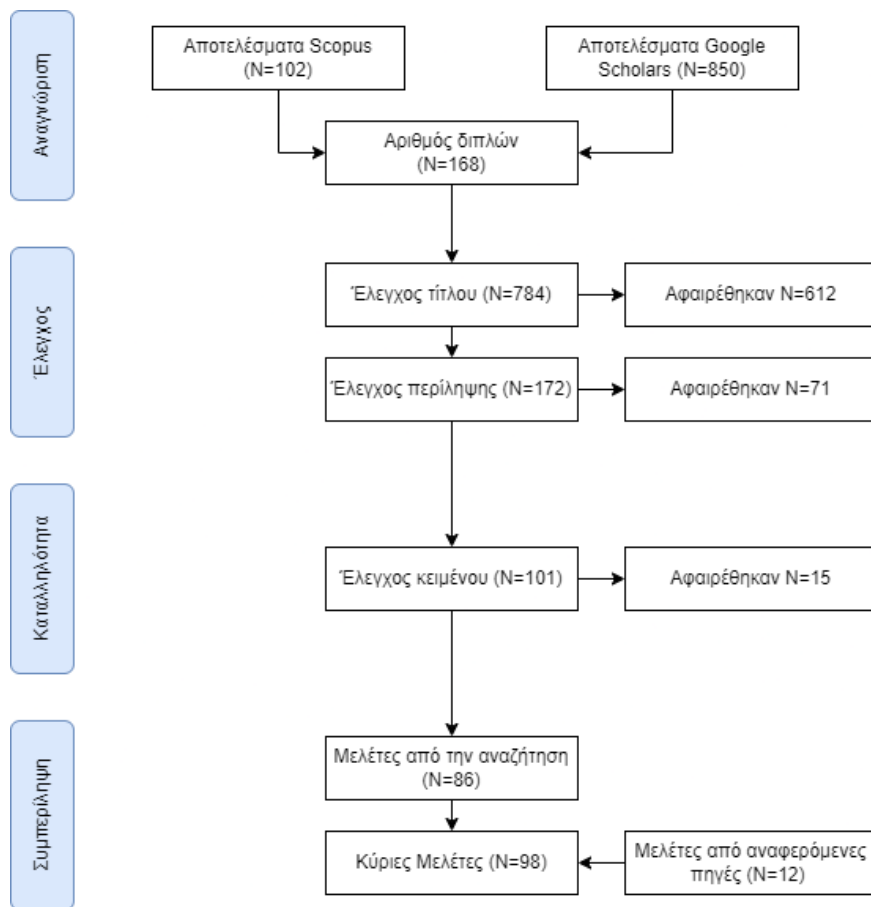 Αναγνώριση
Αποτελέσματα Scopus
(N=102)
Αποτελέσματα Google
Scholars (N=850)
Αριθμός διπλών
(N=168)
Έλεγχος
Έλεγχος τίτλου (N=784)
Αφαιρέθηκαν N=612
Έλεγχος περίληψης (N=172)
Αφαιρέθηκαν N=71
Καταλληλότητα
Έλεγχος κειμένου (N=101)
Αφαιρέθηκαν N=15
Συμπερίληψη
Μελέτες από την αναζήτηση
(N=86)
Κύριες Μελέτες (N=98)
Μελέτες από αναφερόμενες
πηγές (N=12)